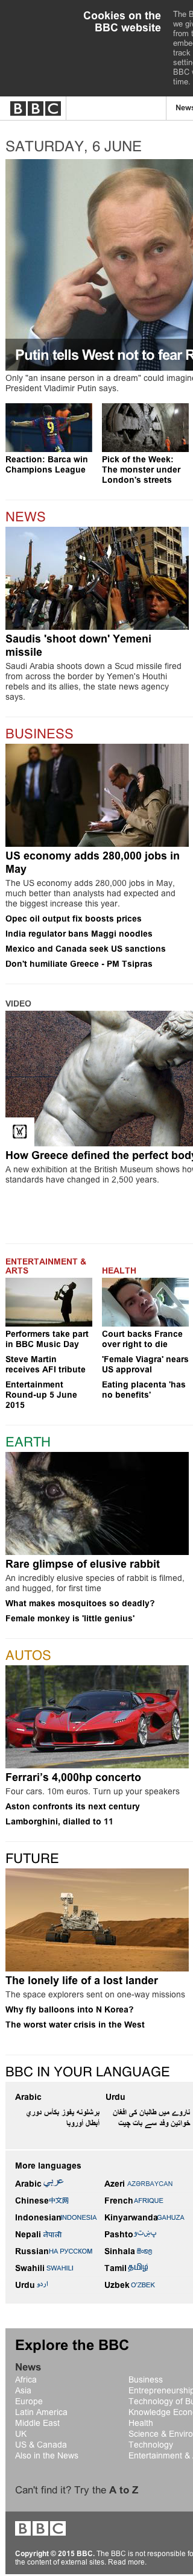 Cookies on the
BBC website
The B
we giv
from t
embe
track
settin
BBC
time.
BBC
News
SATURDAY, 6 JUNE
Putin tells West not to fear R
Only "an insane person in a dream" could imagine
President Vladimir Putin says.
Reaction: Barca win
Champions League
Pick of the Week:
The monster under
London's streets
NEWS
Saudis 'shoot down' Yemeni
missile
Saudi Arabia shoots down a Scud missile fired
from across the border by Yemen's Houthi
rebels and its allies, the state news agency
says.
BUSINESS
US economy adds 280,000 jobs in
May
The US economy adds 280,000 jobs in May,
much better than analysts had expected and
the biggest increase this year.
Opec oil output fix boosts prices
India regulator bans Maggi noodles
Mexico and Canada seek US sanctions
Don't humiliate Greece - PM Tsipras
VIDEO
How Greece defined the perfect body
A new exhibition at the British Museum shows how
standards have changed in 2,500 years.
ENTERTAINMENT &
ARTS
Performers take part
in BBC Music Day
Steve Martin
receives AFI tribute
Entertainment
Round-up 5 June
2015
HEALTH
Court backs France
over right to die
'Female Viagra' nears
US approval
Eating placenta 'has
no benefits'
EARTH
Rare glimpse of elusive rabbit
An incredibly elusive species of rabbit is filmed,
and hugged, for first time
What makes mosquitoes so deadly?
Female monkey is 'little genius'
AUTOS
Ferrari's 4,000hp concerto
Four cars. 10m euros. Turn up your speakers
Aston confronts its next century
Lamborghini, dialled to 11
FUTURE
The lonely life of a lost lander
The space explorers sent on one-way missions
Why fly balloons into N Korea?
The worst water crisis in the West
BBC IN YOUR LANGUAGE
Arabic
برشلونه يفوز بكأس دوري
أبطال أوروبا
Urdu
ناروے میں طالبان کی افغان
خواتین وفد سے بات چیت
More languages
Arabic عربي
Azeri AZƏRBAYCAN
Chinese 中文网
French AFRIQUE
Indonesian INDONESIA
Kinyarwanda GAHUZA
Nepali नेपाली
Pashto پښتو
Russian НА РУССКОМ
Sinhala සිංහල
Swahili SWAHILI
Tamil தமிழ்
Urdu اردو
Uzbek O'ZBEK
Explore the BBC
News
Africa
Asia
Europe
Latin America
Middle East
UK
US & Canada
Also in the News
Business
Entrepreneurship
Technology of Bu
Knowledge Econ
Health
Science & Enviro
Technology
Entertainment &
Can't find it? Try the A to Z
BBC
Copyright © 2015 BBC. The BBC is not responsible fo
the content of external sites. Read more.